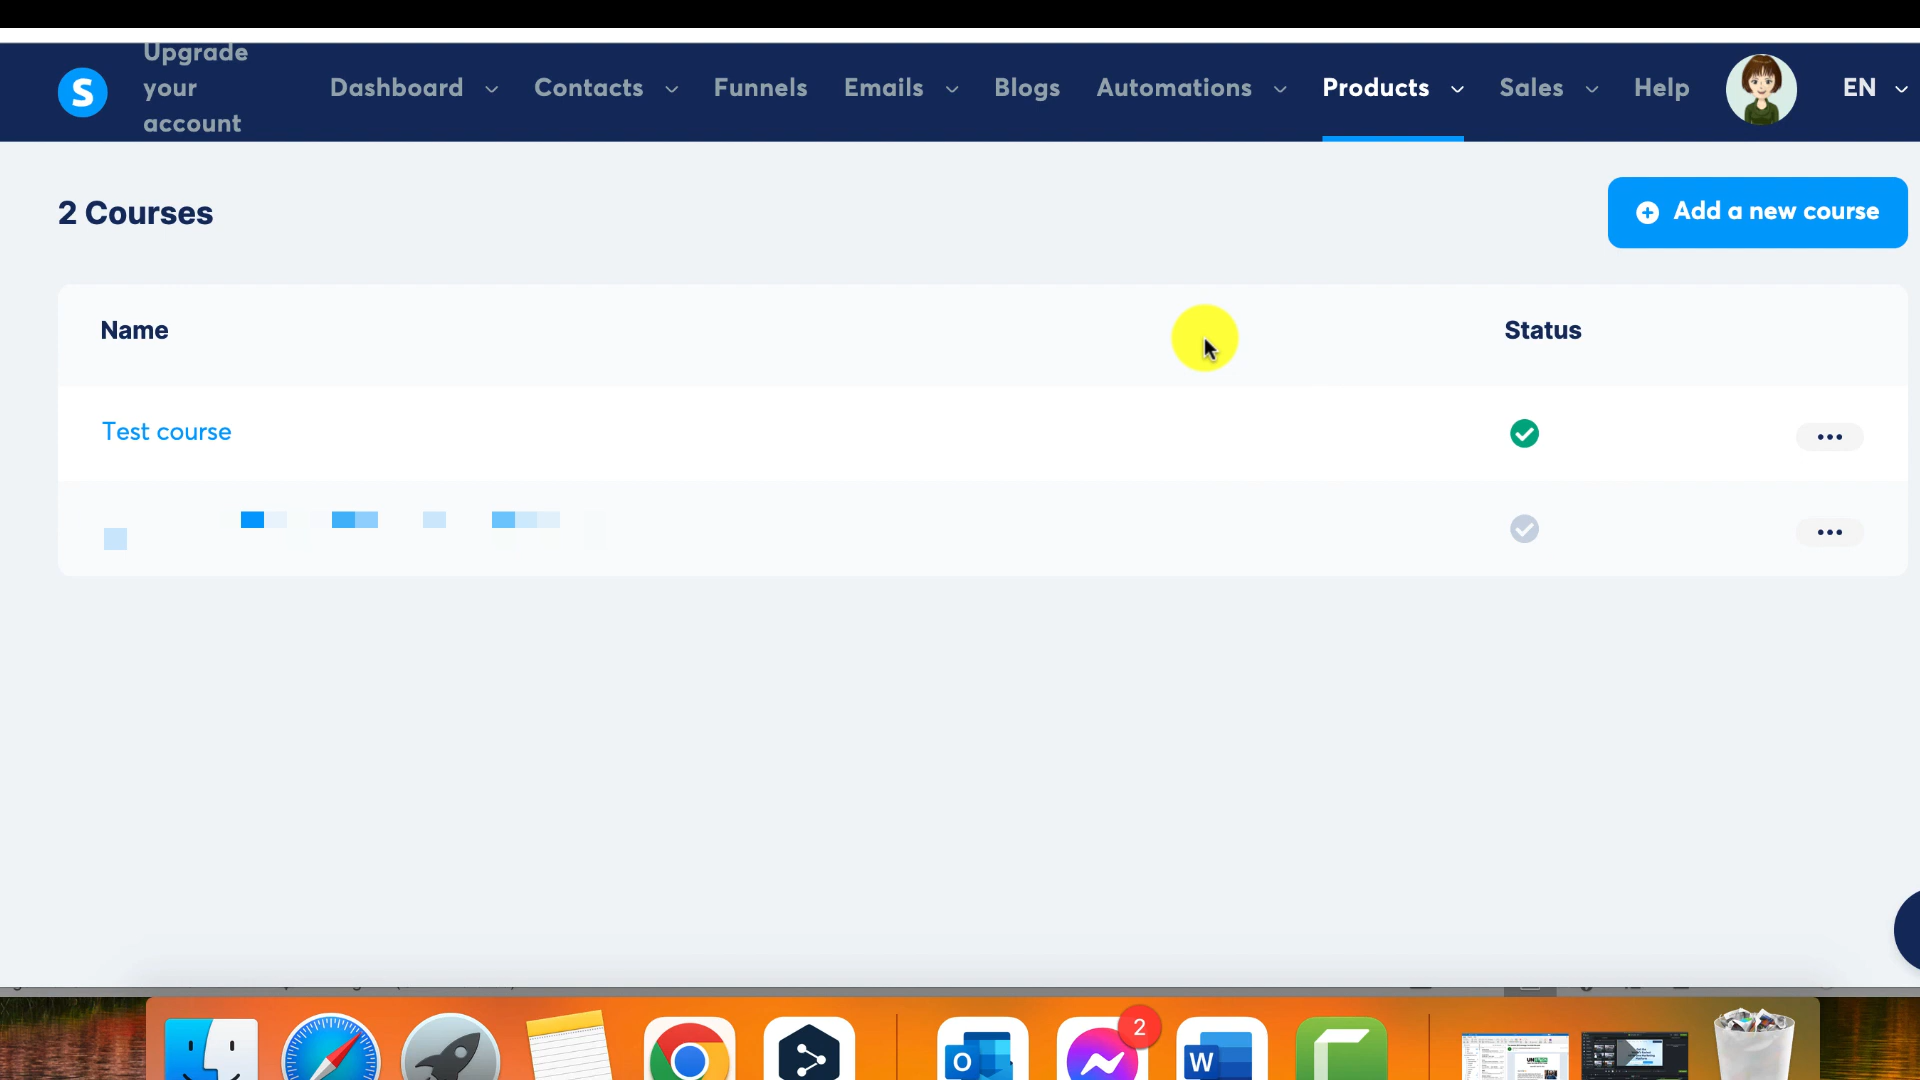 S
Upgrade
your
account
Dashboard Contacts Funnels Emails Blogs Automations Products Sales Help EN
2 Courses
Add a new course
Name Status
Test course
2
O W